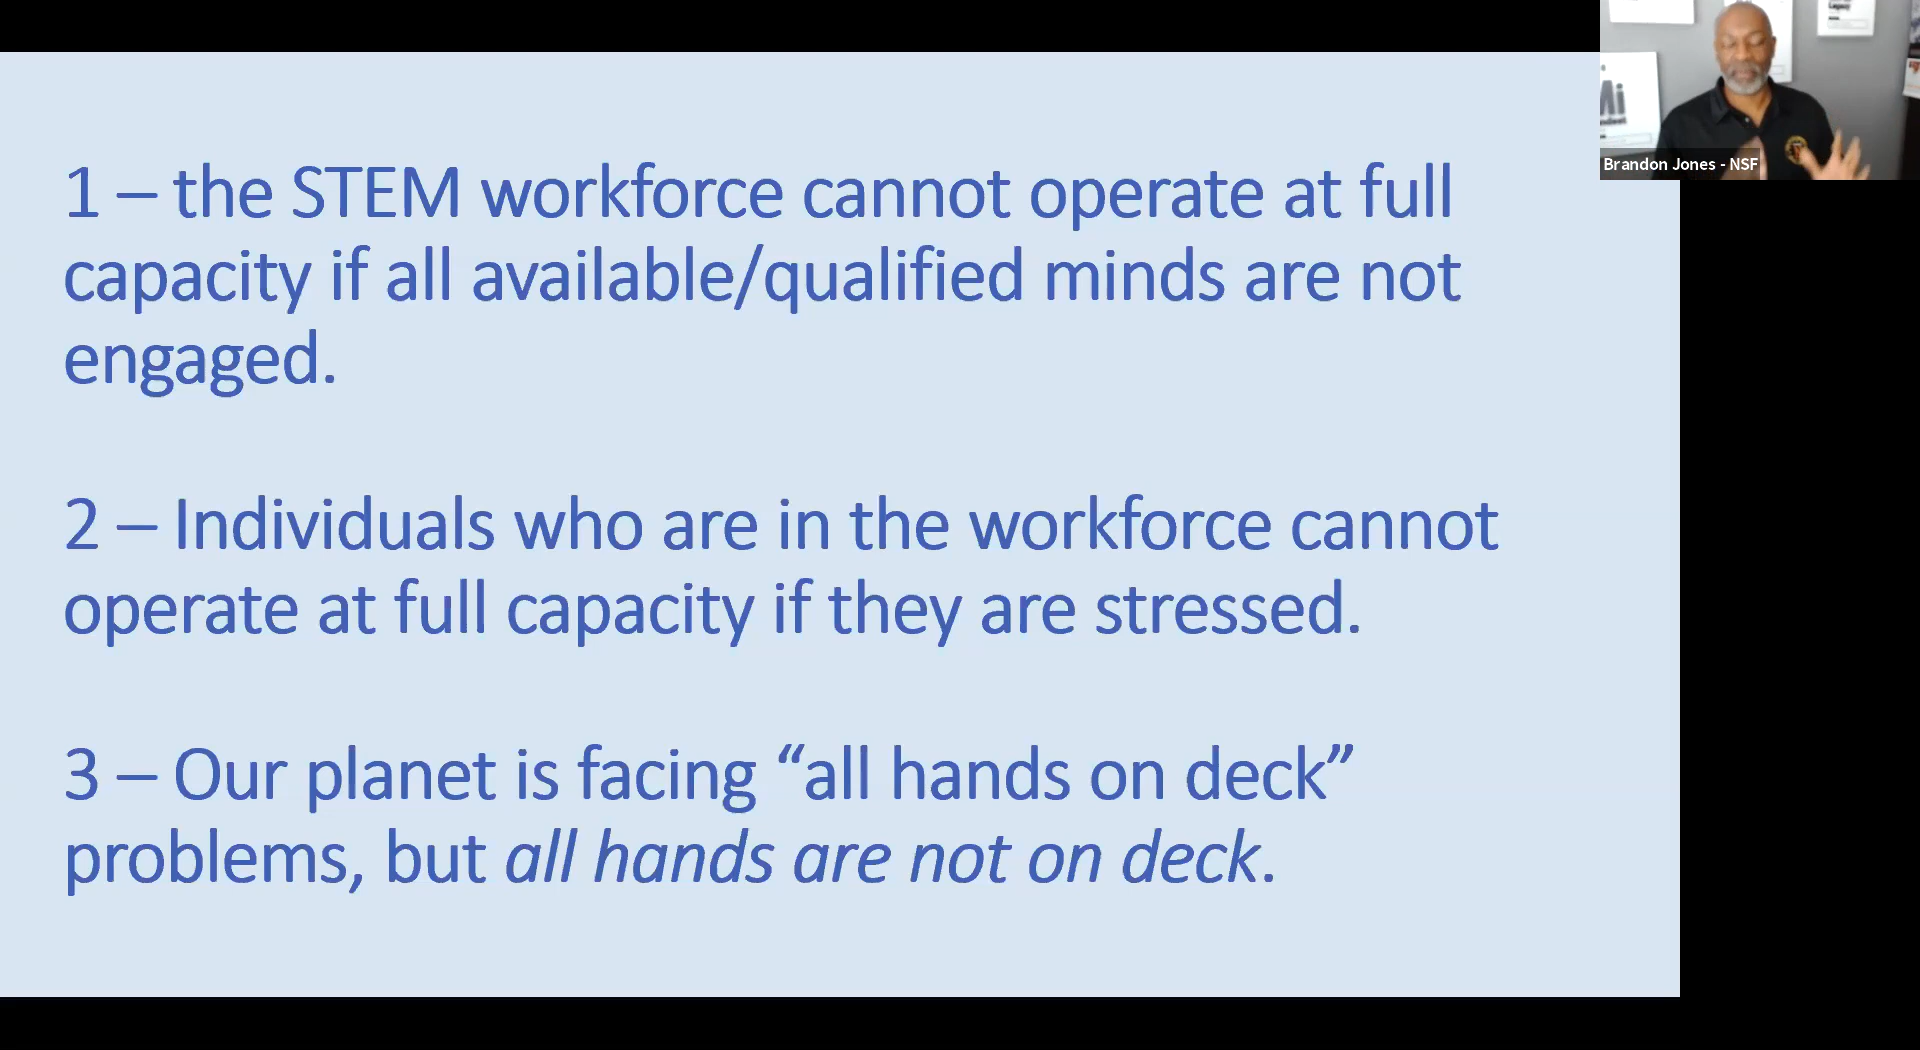 1 – the STEM workforce cannot operate at full
capacity if all available/qualified minds are not
engaged.
2 – Individuals who are in the workforce cannot
operate at full capacity if they are stressed.
3 – Our planet is facing “all hands on deck”
problems, but all hands are not on deck.
Legacy
Mi
Brandon Jones - NSF